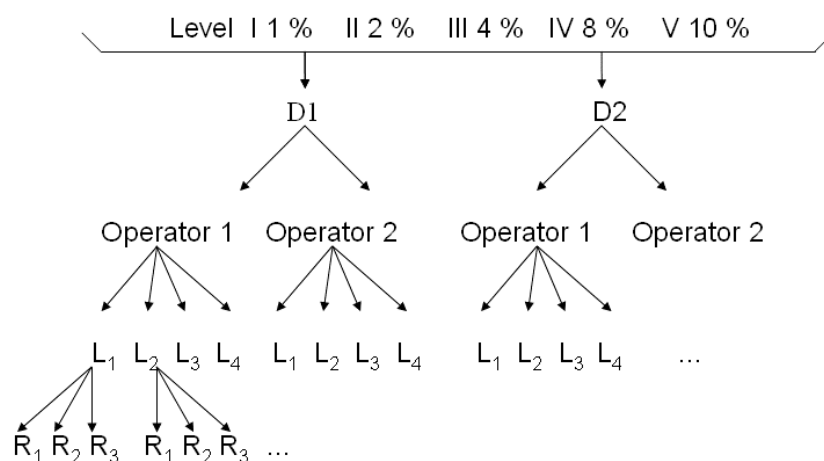 Level I 1 % II 2 % III 4 % IV 8 % V 10 %
D1 D2
Operator 1 Operator 2 Operator 1 Operator 2
L₁ L₂ L₃ L₄ L₁ L₂ L₃ L₄ L₁ L₂ L₃ L₄ ...
R₁ R₂ R₃ R₁ R₂ R₃ ...